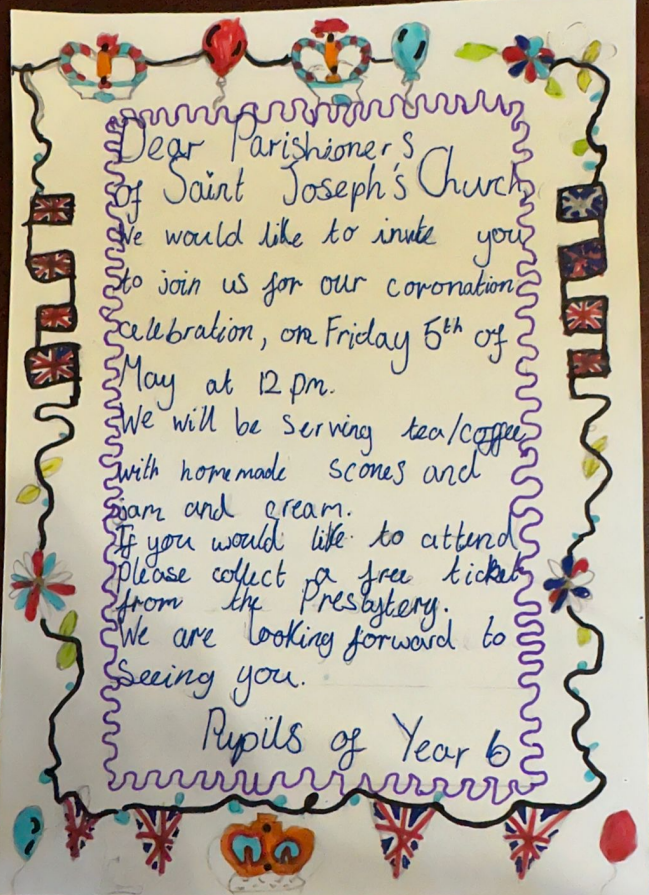 Dear Parishioner's
of Saint Joseph's Church,
We would like to invite you
to join us for our coronation
celebration, on Friday 5th of
May at 12 pm.
We will be serving tea/coffee
with homemade scones and
jam and cream.
If you would like to attend
please collect a free ticket
from the Presbytery.
We are looking forward to
seeing you.
Pupils of Year 6